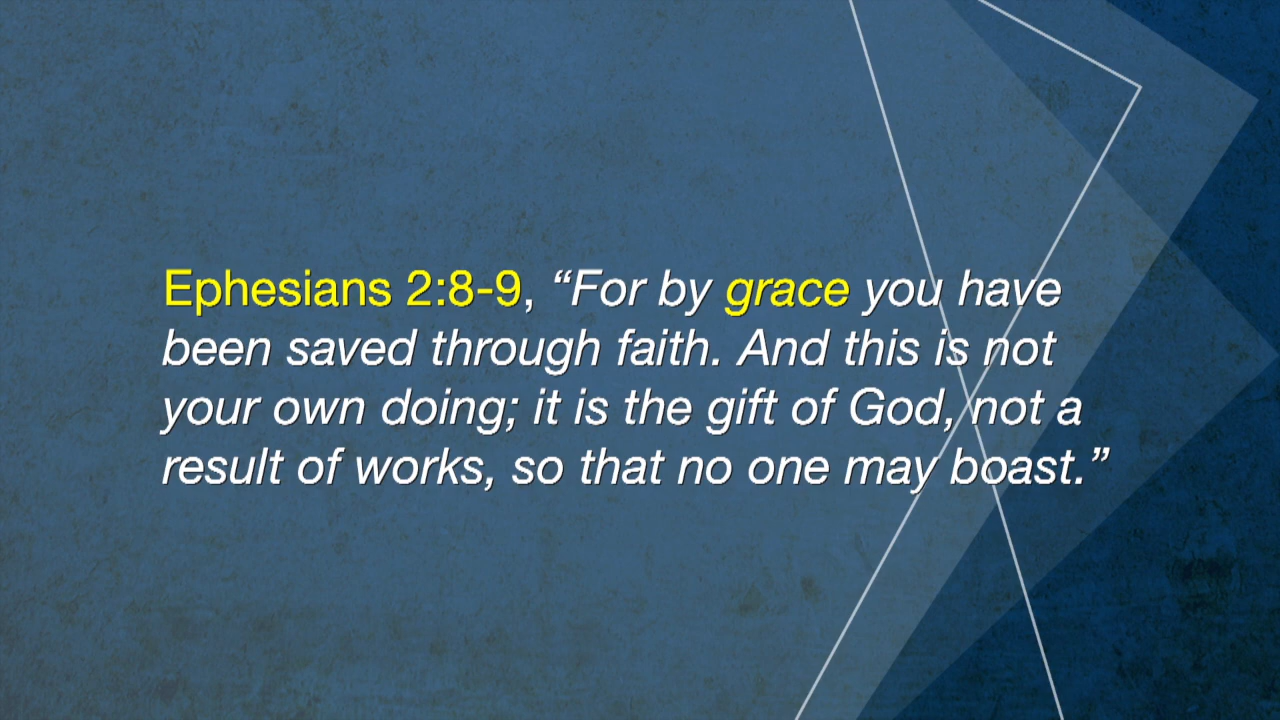 Ephesians 2:8-9, “For by grace you have
been saved through faith. And this is not
your own doing; it is the gift of God, not a
result of works, so that no one may boast.”